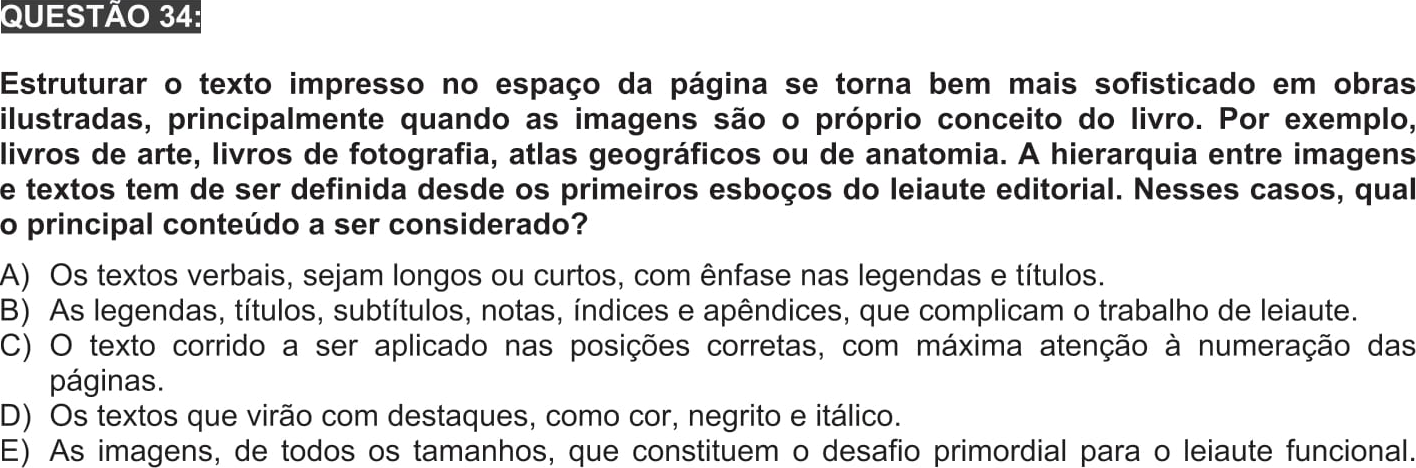 QUESTÃO 34:
Estruturar o texto impresso no espaço da página se torna bem mais sofisticado em obras
ilustradas, principalmente quando as imagens são o próprio conceito do livro. Por exemplo,
livros de arte, livros de fotografia, atlas geográficos ou de anatomia. A hierarquia entre imagens
e textos tem de ser definida desde os primeiros esboços do leiaute editorial. Nesses casos, qual
o principal conteúdo a ser considerado?
A) Os textos verbais, sejam longos ou curtos, com ênfase nas legendas e títulos.
B) As legendas, títulos, subtítulos, notas, índices e apêndices, que complicam o trabalho de leiaute.
C) O texto corrido a ser aplicado nas posições corretas, com máxima atenção à numeração das
páginas.
D) Os textos que virão com destaques, como cor, negrito e itálico.
E) As imagens, de todos os tamanhos, que constituem o desafio primordial para o leiaute funcional.